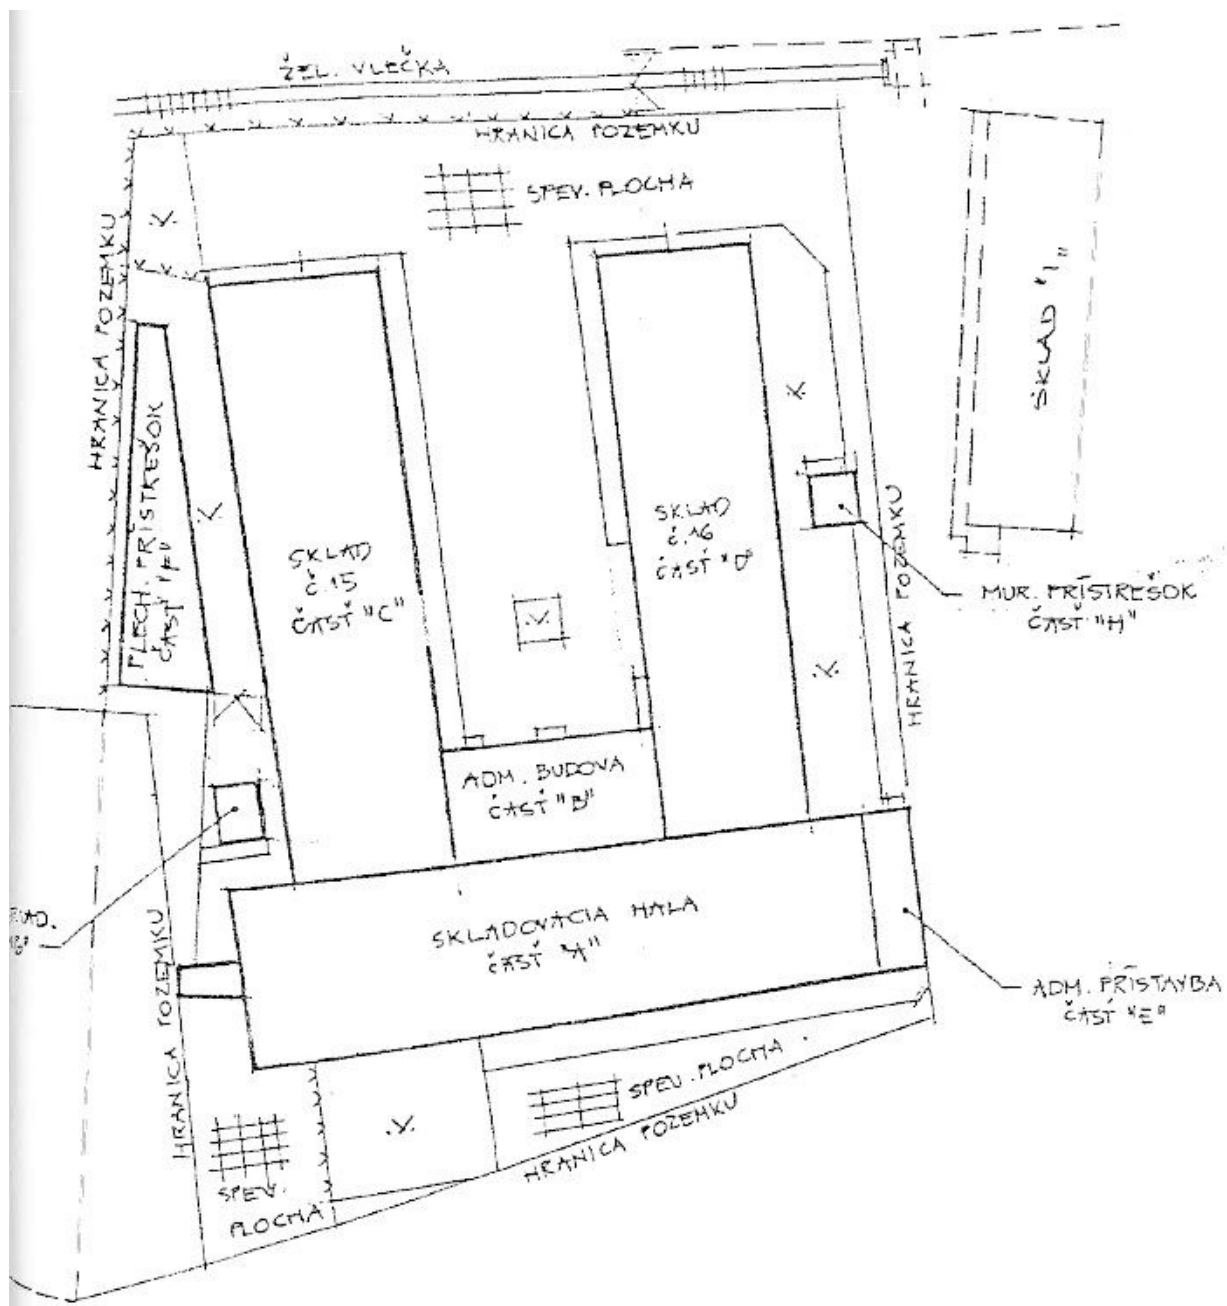 ŽEL. VLEČKA
HRANICA POZEMKU
SPEV. PLOCHA
HRANICA POZEMKU
SKLAD "I"
PLECH. PRÍSTREŠOK
ČASŤ "F"
SKLAD
č.15
ČASŤ "C"
SKLAD
č.16
ČASŤ "D"
HRANICA POZEMKU
MUR. PRÍSTREŠOK
ČASŤ "H"
ADM. BUDOVA
ČASŤ "B"
SKLADOVACIA HALA
ČASŤ "A"
HRANICA POZEMKU
ADM. PRÍSTAVBA
ČASŤ "E"
SPEV. PLOCHA
HRANICA POZEMKU
SPEV.
PLOCHA